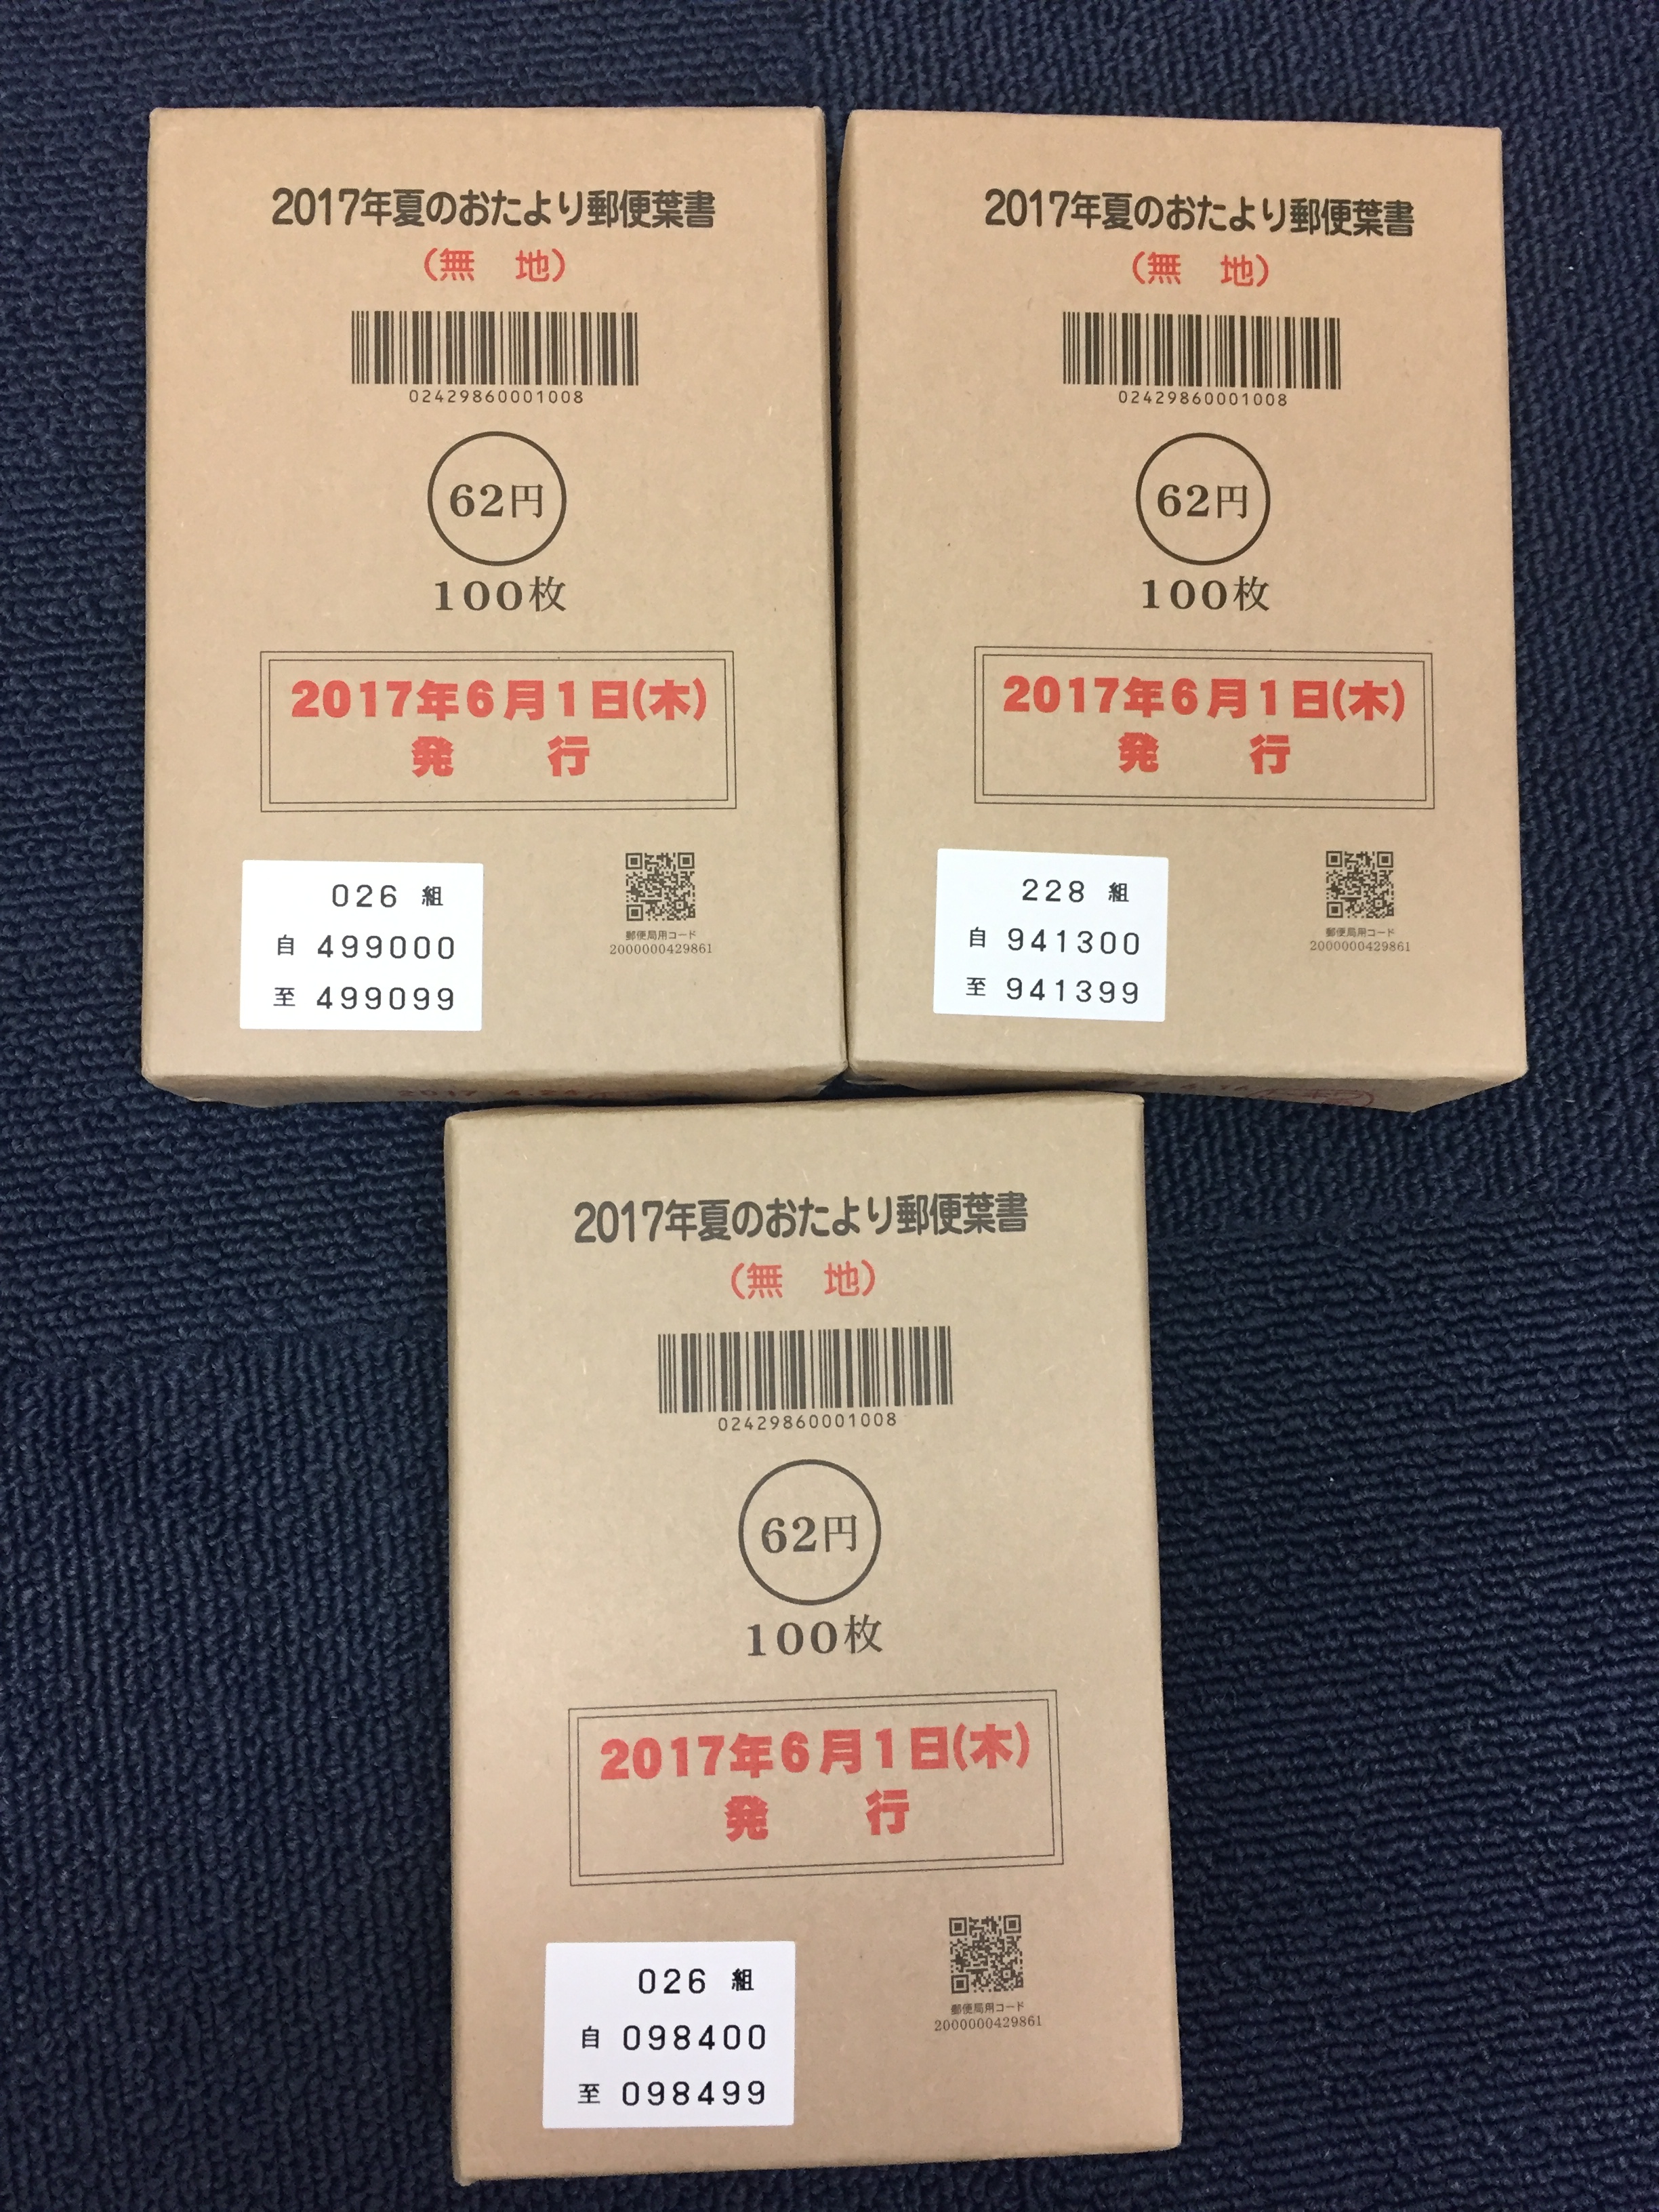 2017年夏のおたより郵便葉書
（無　地）
02429860001008
62円
100枚
2017年6月1日(木)
発　行
026 組
自 499000
至 499099
郵便局用コード
2000000429861
2017年夏のおたより郵便葉書
（無　地）
02429860001008
62円
100枚
2017年6月1日(木)
発　行
228 組
自 941300
至 941399
郵便局用コード
2000000429861
2017年夏のおたより郵便葉書
（無　地）
02429860001008
62円
100枚
2017年6月1日(木)
発　行
026 組
自 098400
至 098499
郵便局用コード
2000000429861